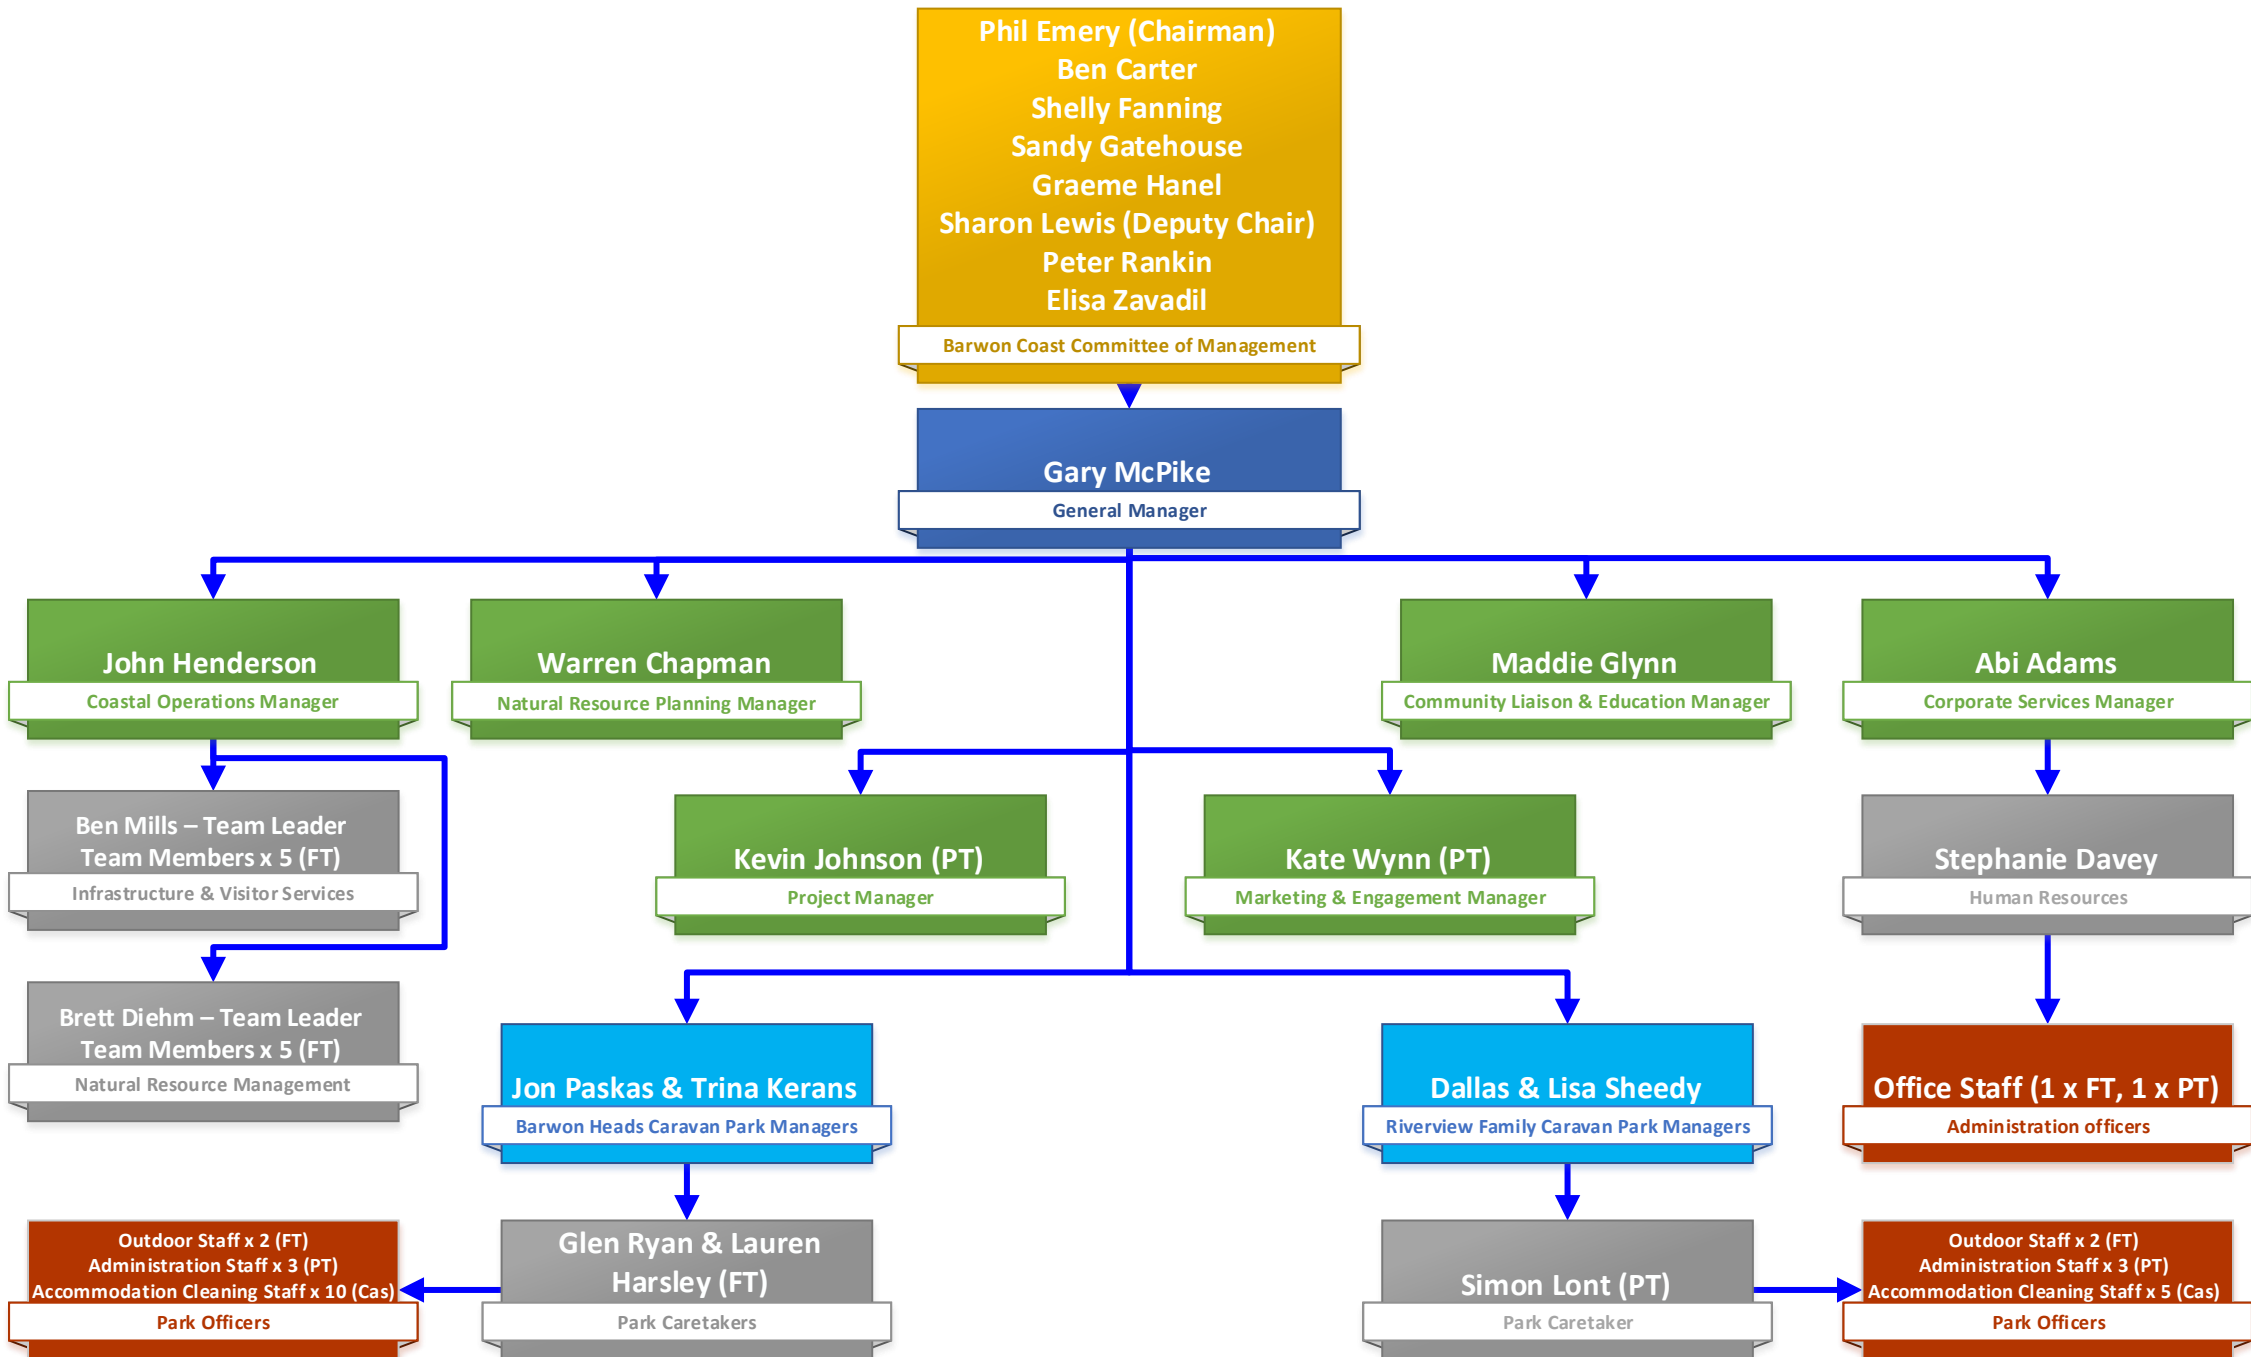 Phil Emery (Chairman)
Ben Carter
Shelly Fanning
Sandy Gatehouse
Graeme Hanel
Sharon Lewis (Deputy Chair)
Peter Rankin
Elisa Zavadil
Barwon Coast Committee of Management
Gary McPike
General Manager
John Henderson
Coastal Operations Manager
Warren Chapman
Natural Resource Planning Manager
Maddie Glynn
Community Liaison & Education Manager
Abi Adams
Corporate Services Manager
Ben Mills – Team Leader
Team Members x 5 (FT)
Infrastructure & Visitor Services
Kevin Johnson (PT)
Project Manager
Kate Wynn (PT)
Marketing & Engagement Manager
Stephanie Davey
Human Resources
Brett Diehm – Team Leader
Team Members x 5 (FT)
Natural Resource Management
Jon Paskas & Trina Kerans
Barwon Heads Caravan Park Managers
Dallas & Lisa Sheedy
Riverview Family Caravan Park Managers
Office Staff (1 x FT, 1 x PT)
Administration officers
Outdoor Staff x 2 (FT)
Administration Staff x 3 (PT)
Accommodation Cleaning Staff x 10 (Cas)
Park Officers
Glen Ryan & Lauren
Harsley (FT)
Park Caretakers
Simon Lont (PT)
Park Caretaker
Outdoor Staff x 2 (FT)
Administration Staff x 3 (PT)
Accommodation Cleaning Staff x 5 (Cas)
Park Officers